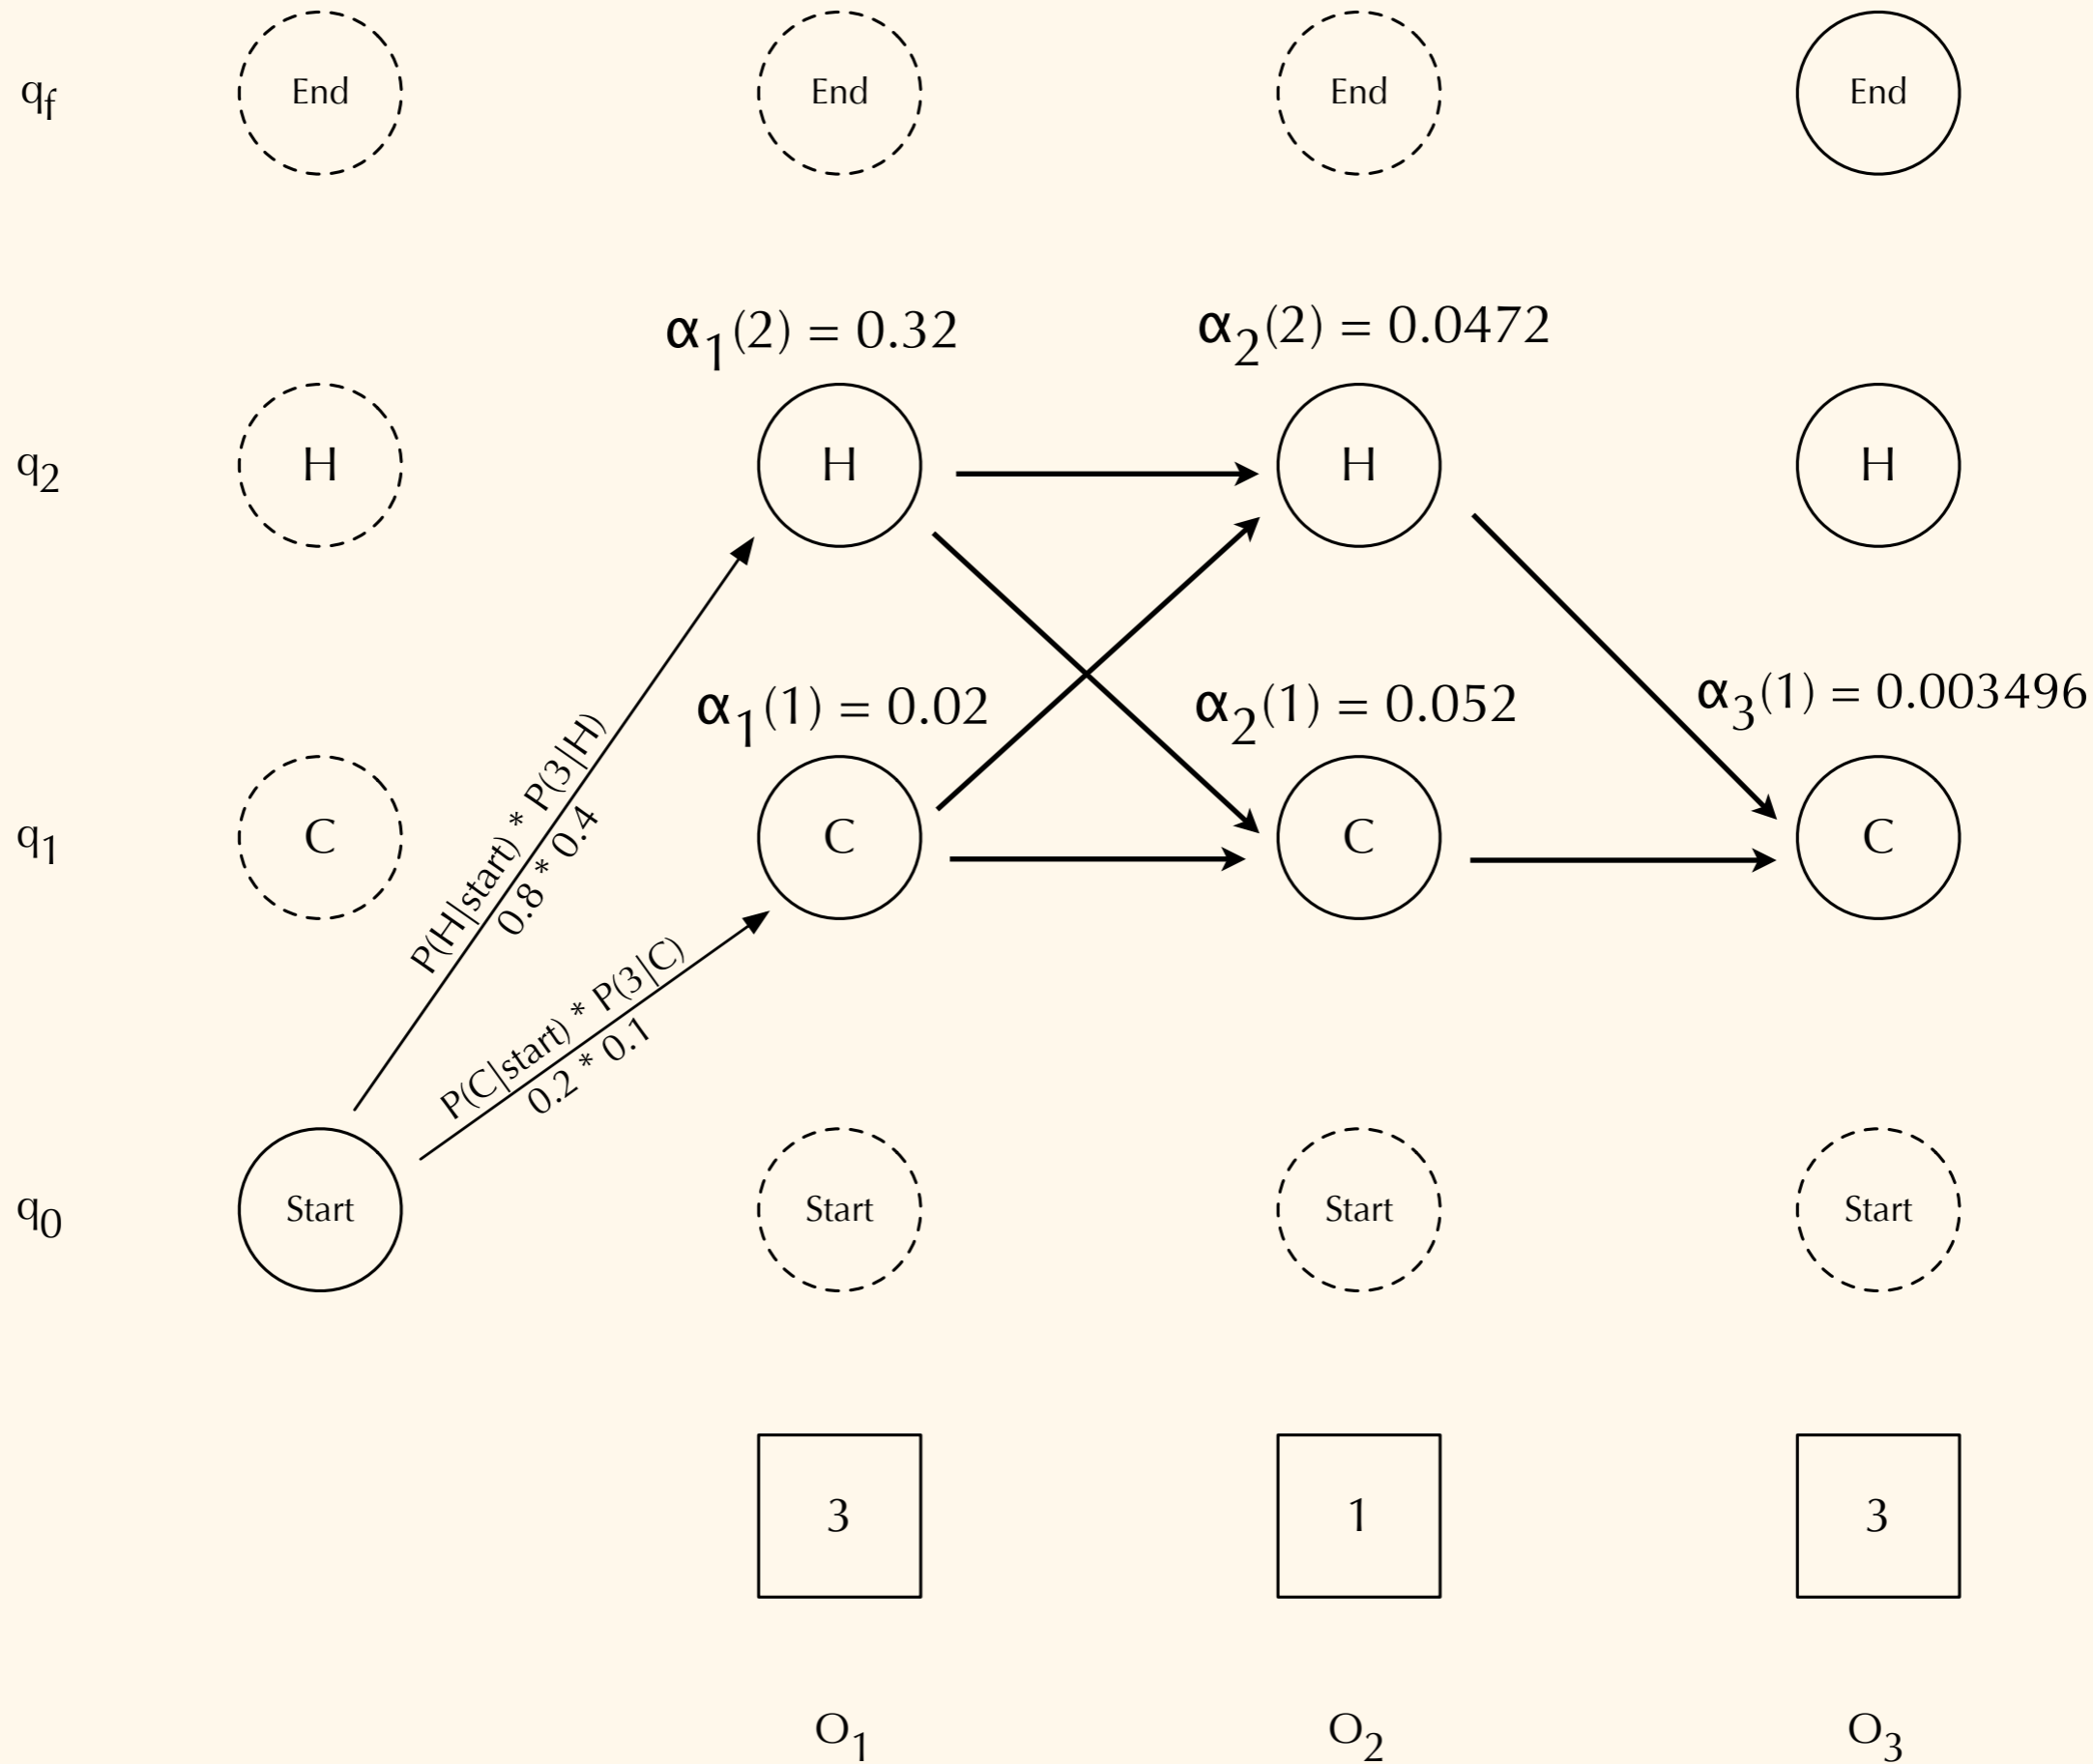 q_f End End End End
α_1(2) = 0.32 α_2(2) = 0.0472
q_2 H H H H
α_1(1) = 0.02 α_2(1) = 0.052 α_3(1) = 0.003496
q_1 C C C C
P(H|start) * P(3|H)
0.8 * 0.4
P(C|start) * P(3|C)
0.2 * 0.1
q_0 Start Start Start Start
3 1 3
O_1 O_2 O_3